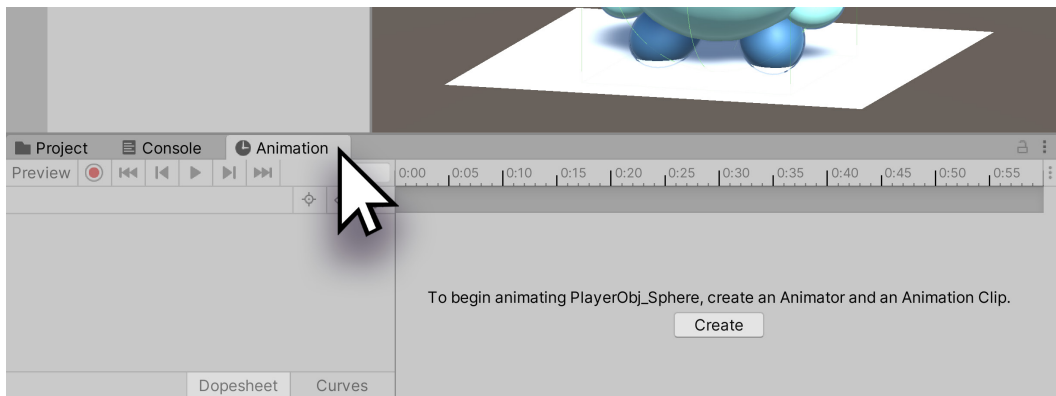 Project Console Animation
Preview 0:00 0:05 0:10 0:15 0:20 0:25 0:30 0:35 0:40 0:45 0:50 0:55
To begin animating PlayerObj_Sphere, create an Animator and an Animation Clip.
Create
Dopesheet Curves